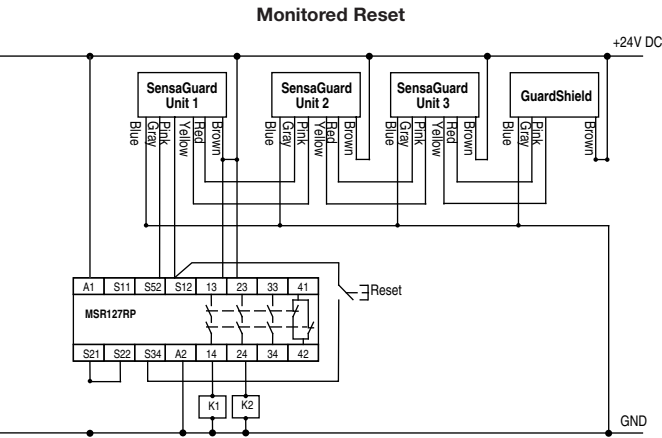 Monitored Reset
+24V DC
SensaGuard
Unit 1
SensaGuard
Unit 2
SensaGuard
Unit 3
GuardShield
Blue
Gray
Pink
Yellow
Red
Brown
Blue
Gray
Pink
Yellow
Red
Brown
Blue
Gray
Pink
Yellow
Red
Brown
Blue
Gray
Pink
Brown
A1 S11 S52 S12 13 23 33 41
Reset
MSR127RP
S21 S22 S34 A2 14 24 34 42
K1 K2
GND